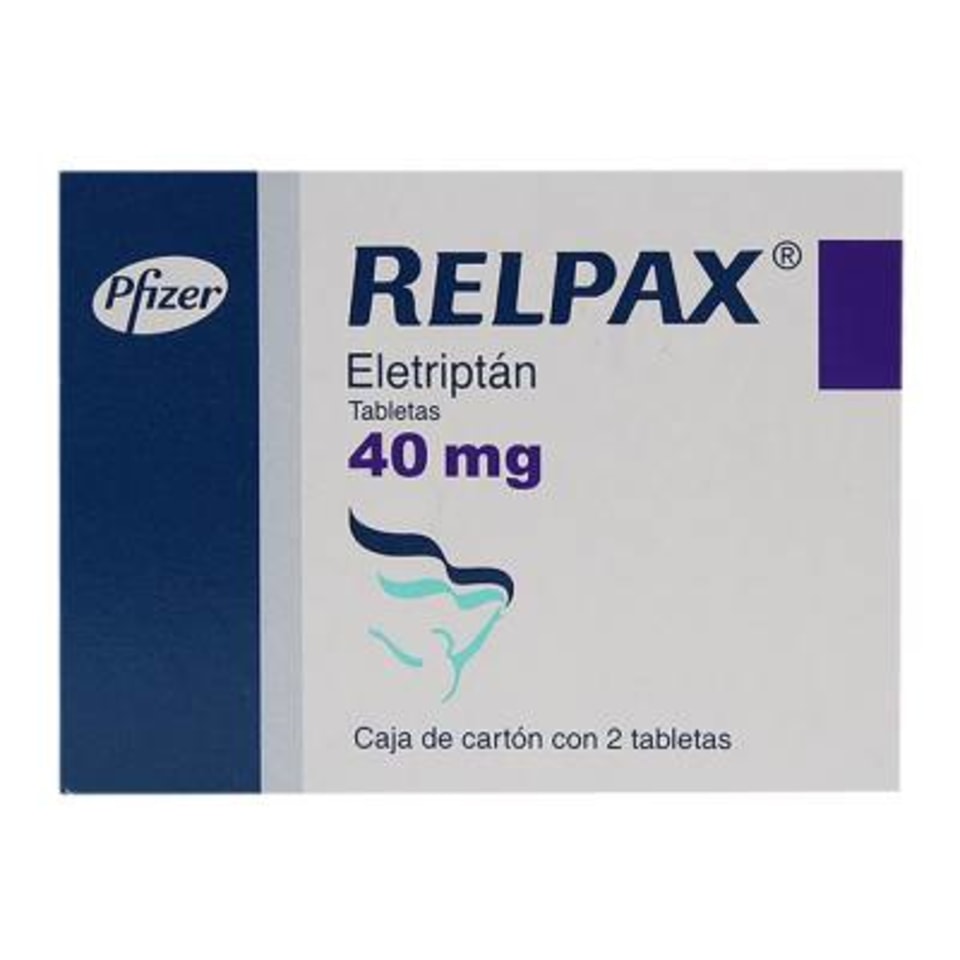 Pfizer
RELPAX®
Eletriptán
Tabletas
40 mg
Caja de cartón con 2 tabletas